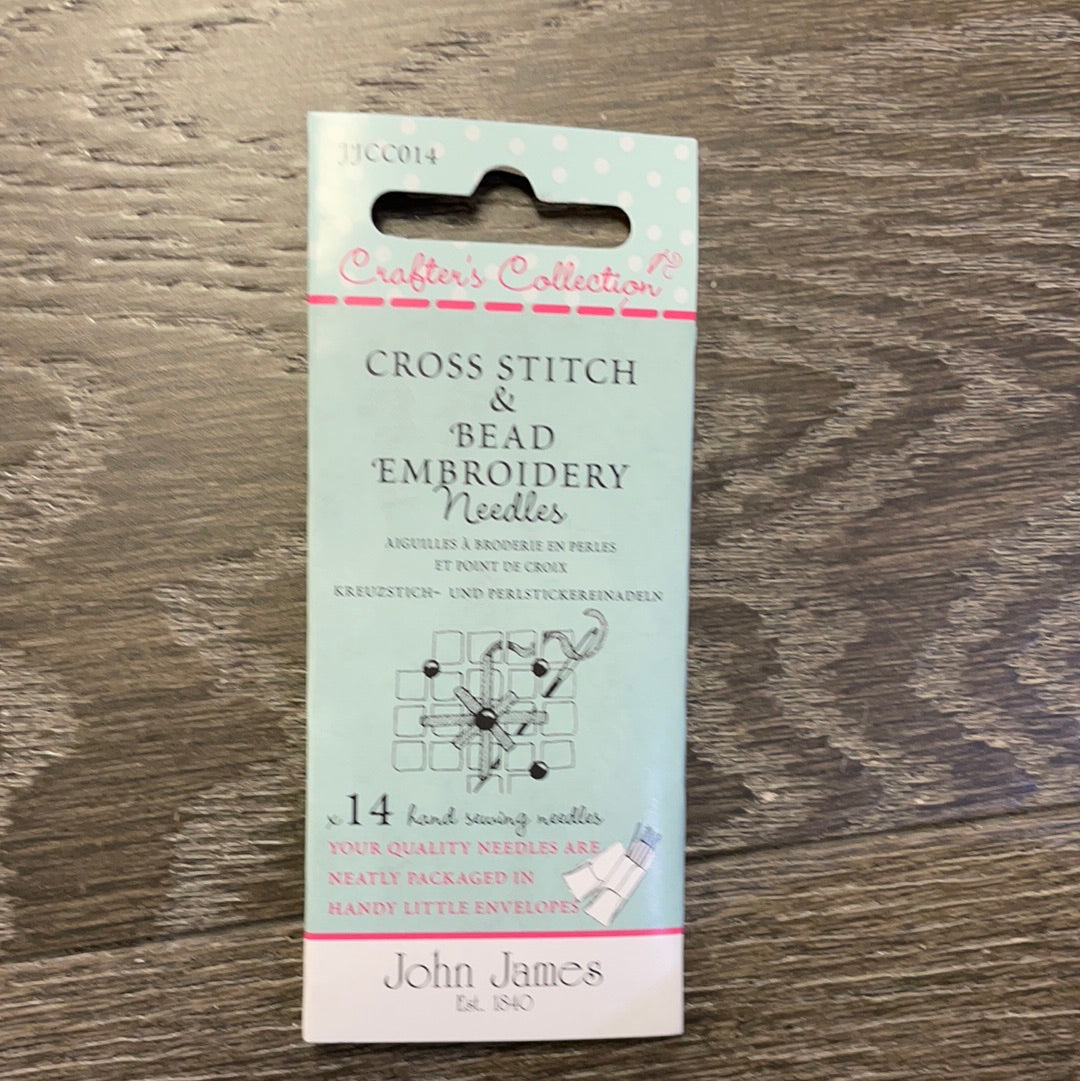 JJCC014
Crafter's Collection
CROSS STITCH
&
BEAD
EMBROIDERY
Needles
AIGUILLES À BRODERIE EN PERLES
ET POINT DE CROIX
KREUZSTICH- UND PERLSTICKEREINADELN
x 14 hand sewing needles
YOUR QUALITY NEEDLES ARE
NEATLY PACKAGED IN
HANDY LITTLE ENVELOPES
John James
Est. 1840